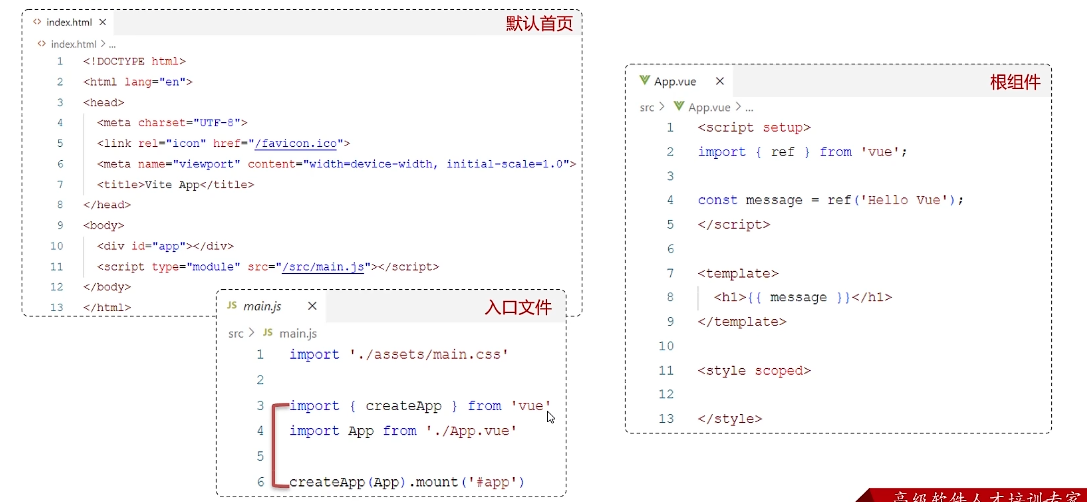 index.html
默认首页
index.html > ...
1 <!DOCTYPE html>
2 <html lang="en">
3 <head>
4 <meta charset="UTF-8">
5 <link rel="icon" href="/favicon.ico">
6 <meta name="viewport" content="width=device-width, initial-scale=1.0">
7 <title>Vite App</title>
8 </head>
9 <body>
10 <div id="app"></div>
11 <script type="module" src="/src/main.js"></script>
12 </body>
13 </html>
JS main.js
入口文件
src > JS main.js
1 import './assets/main.css'
2
3 import { createApp } from 'vue'
4 import App from './App.vue'
5
6 createApp(App).mount('#app')
App.vue
根组件
src > App.vue > ...
1 <script setup>
2 import { ref } from 'vue';
3
4 const message = ref('Hello Vue');
5 </script>
6
7 <template>
8 <h1>{{ message }}</h1>
9 </template>
10
11 <style scoped>
12
13 </style>
高级软件人才培训专家